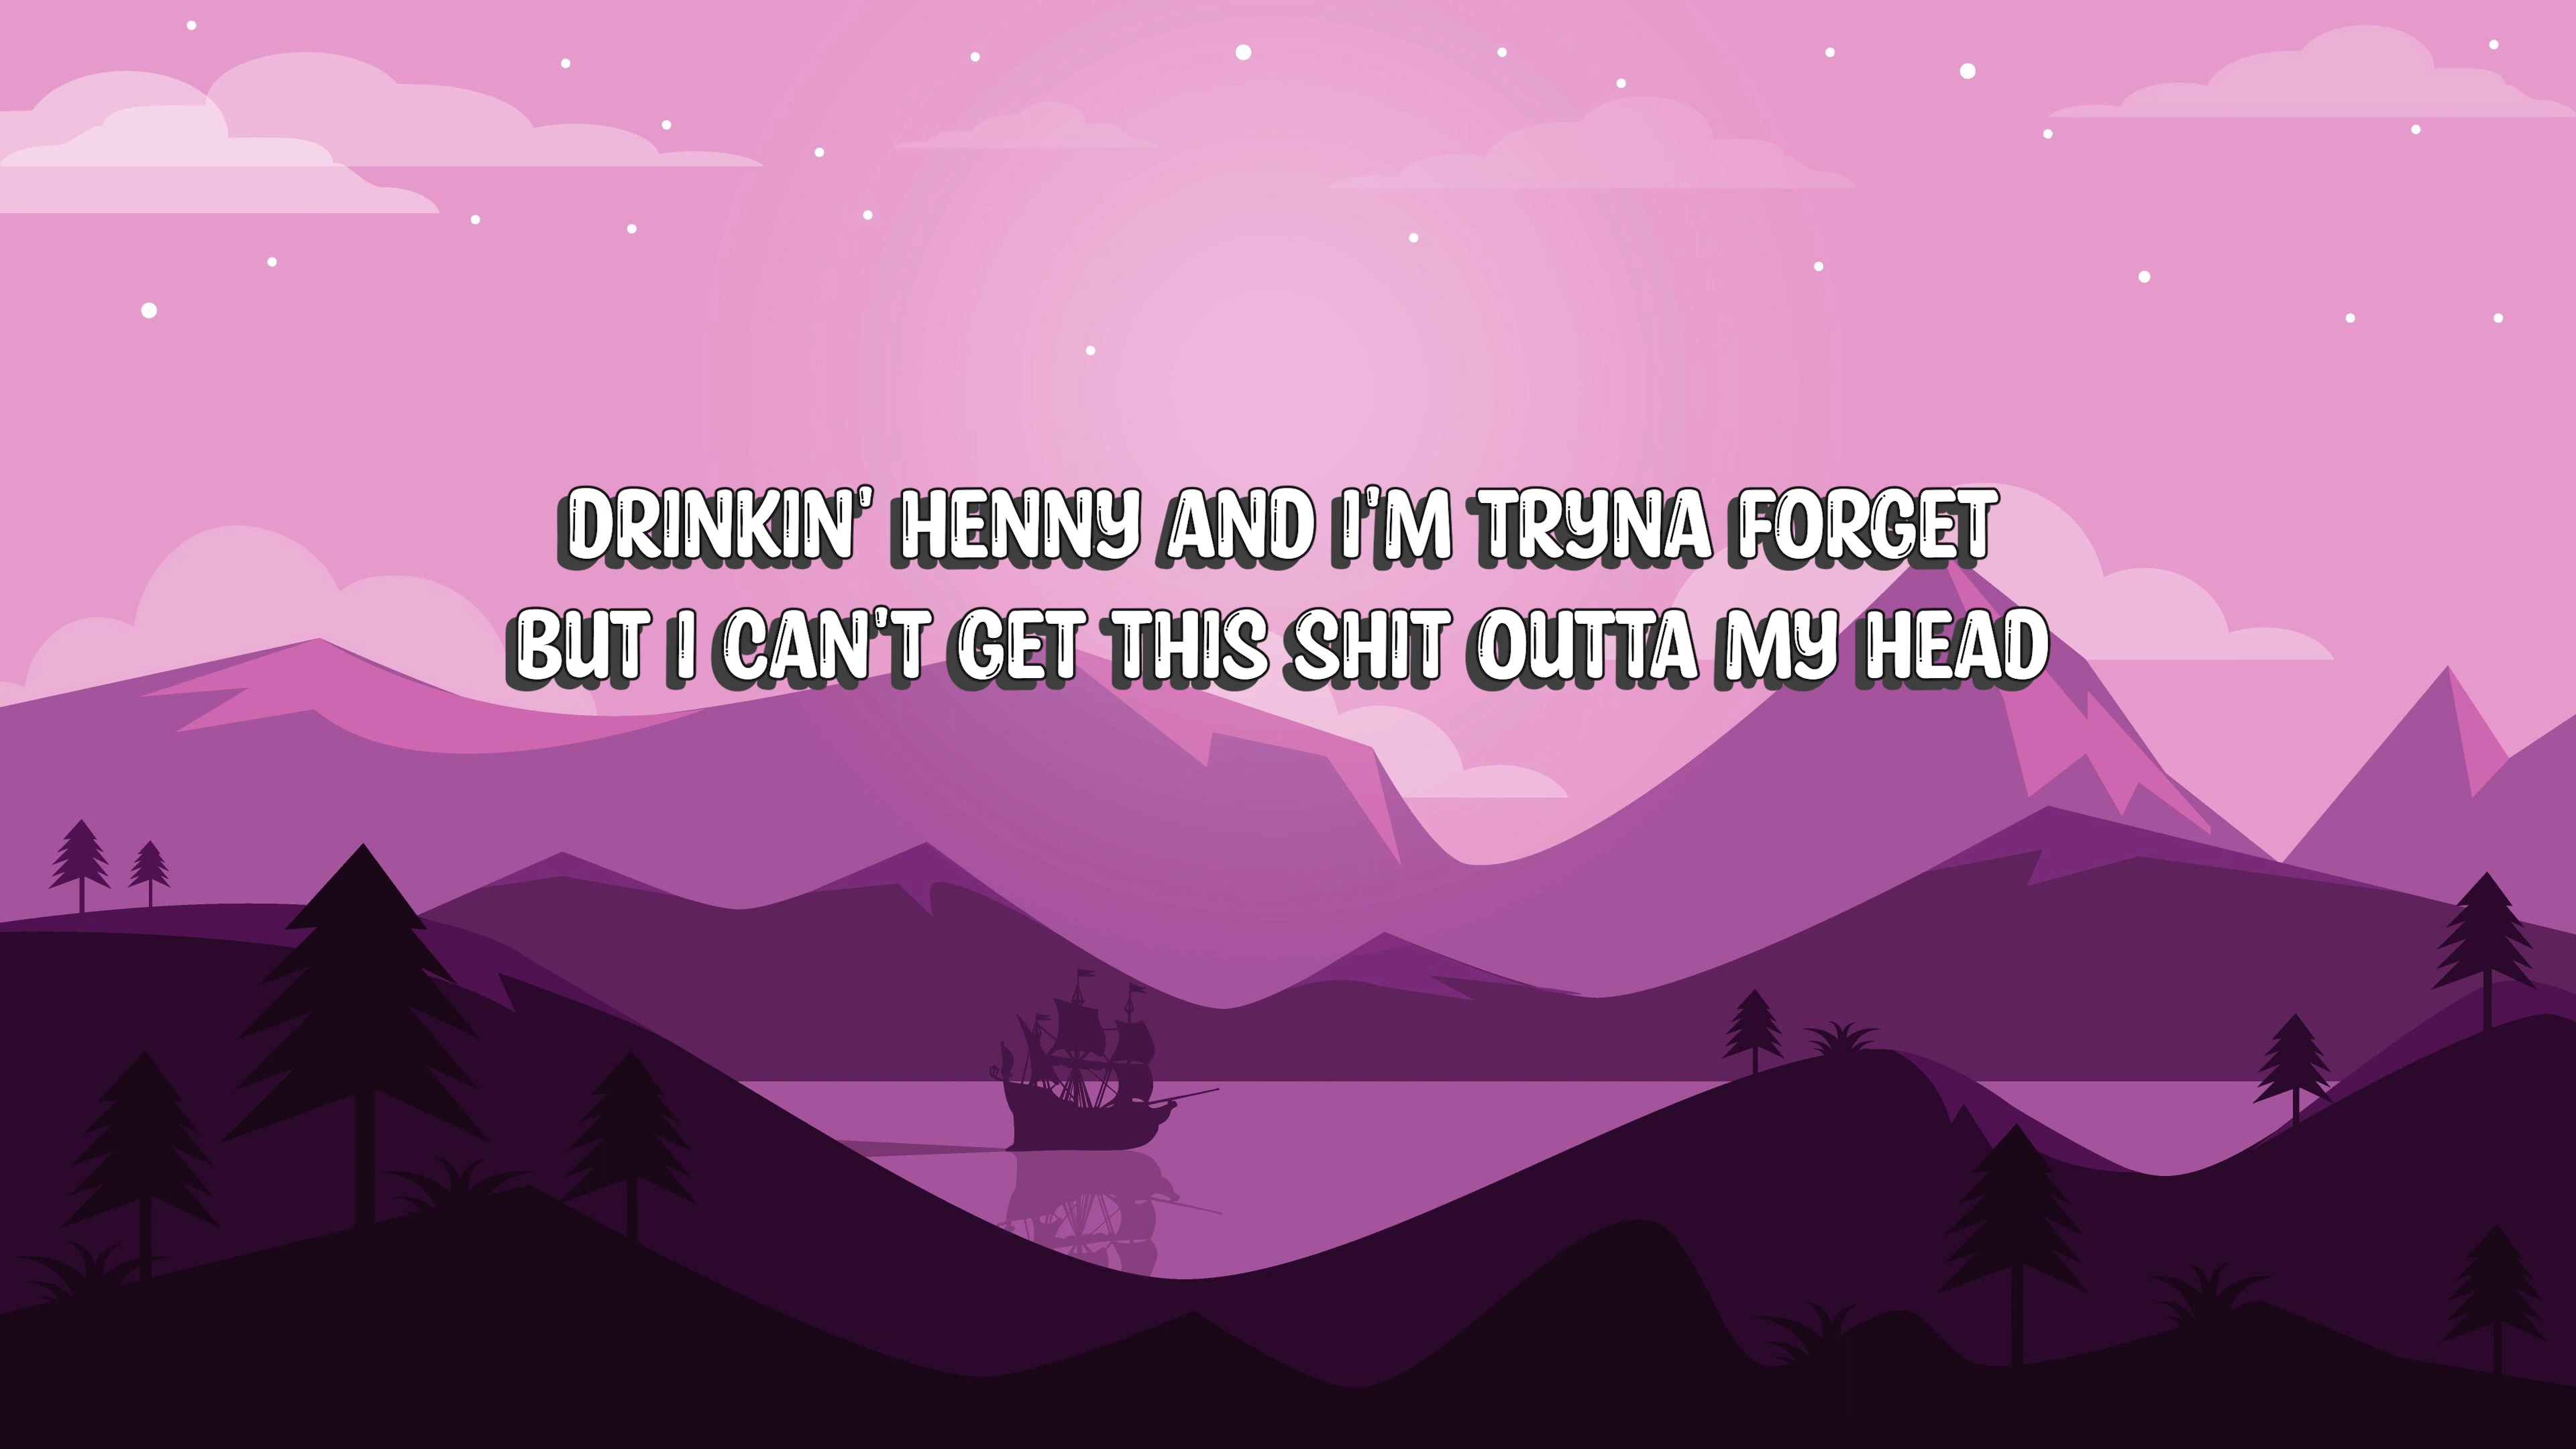 DRINKIN' HENNY AND I'M TRYNA FORGET
BUT I CAN'T GET THIS SHIT OUTTA MY HEAD